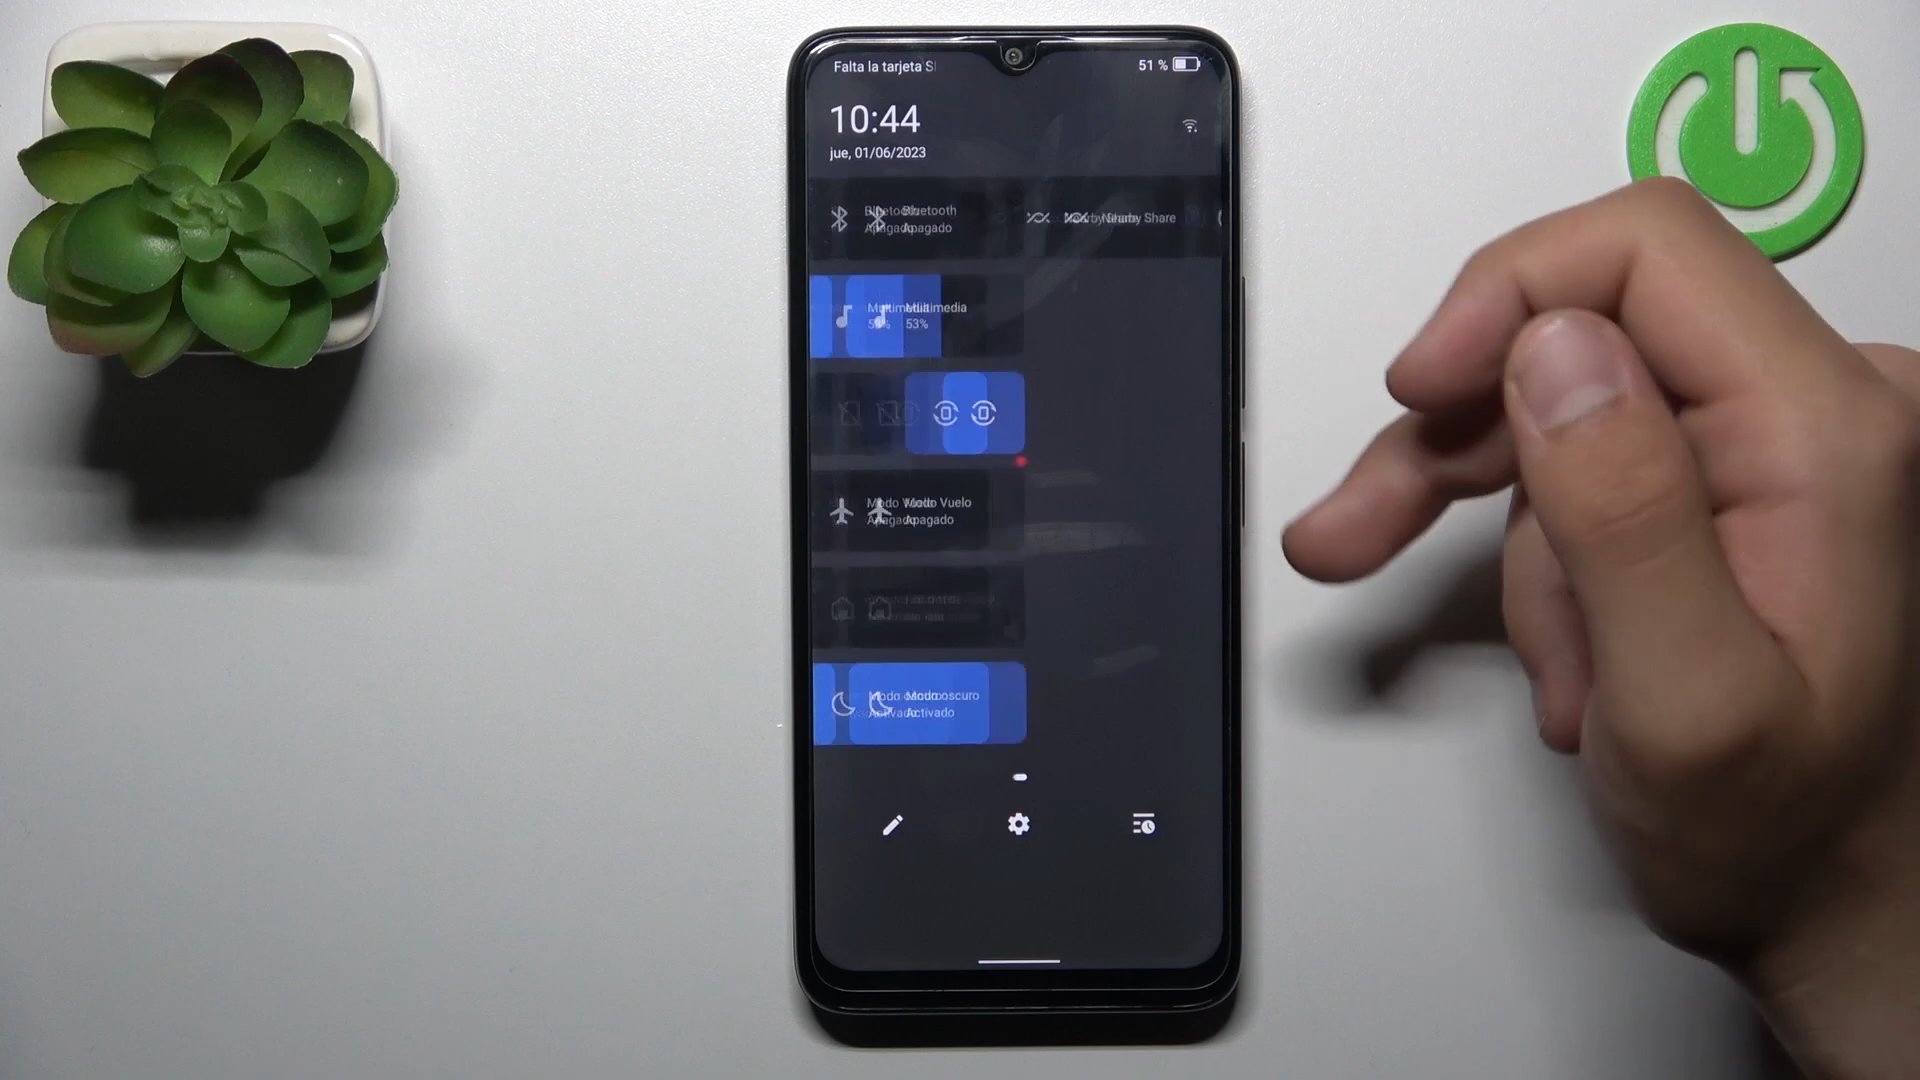 Falta la tarjeta S
51 %
10:44
jue, 01/06/2023
Bluetooth
Apagado
Nearby Share
Multimedia
53%
Modo Vuelo
Apagado
Modo oscuro
Activado